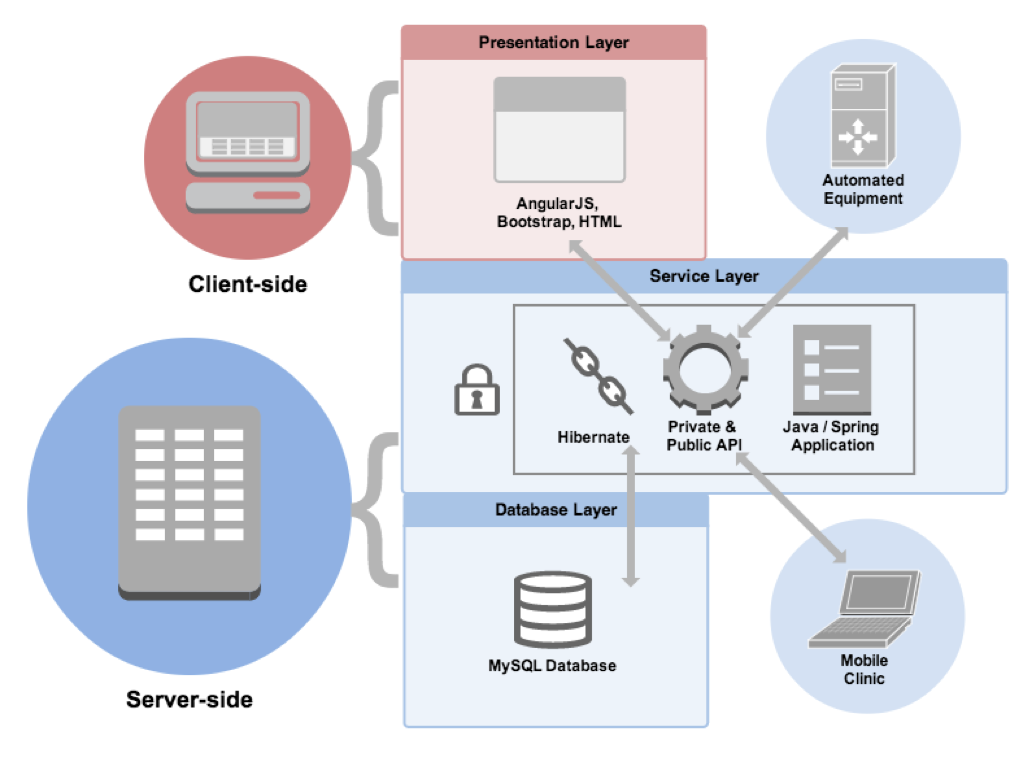 Presentation Layer
AngularJS,
Bootstrap, HTML
Automated
Equipment
Client-side
Service Layer
Hibernate
Private &
Public API
Java / Spring
Application
Database Layer
MySQL Database
Mobile
Clinic
Server-side